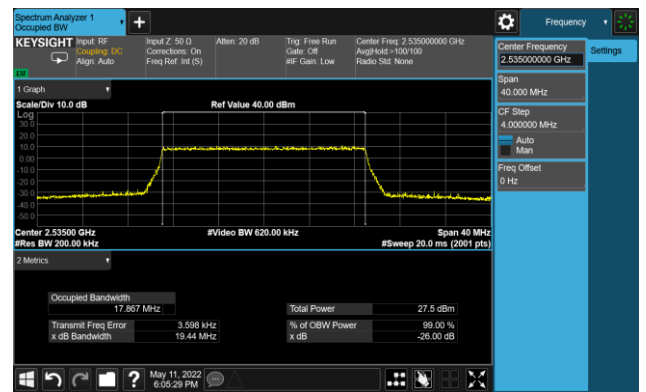 Spectrum Analyzer 1
Occupied BW
Frequency
KEYSIGHT
Input: RF
Coupling: DC
Align: Auto
Input Z: 50 Ω
Corrections: On
Freq Ref: Int (S)
Atten: 20 dB
Trig: Free Run
Gate: Off
#IF Gain: Low
Center Freq: 2.535000000 GHz
Avg|Hold:>100/100
Radio Std: None
Center Frequency
2.535000000 GHz
Settings
Span
40.000 MHz
CF Step
4.000000 MHz
Auto
Man
Freq Offset
0 Hz
1 Graph
Scale/Div 10.0 dB
Ref Value 40.00 dBm
Log
30.0
20.0
10.0
0.00
-10.0
-20.0
-30.0
-40.0
-50.0
Center 2.53500 GHz
#Res BW 200.00 kHz
#Video BW 620.00 kHz
Span 40 MHz
#Sweep 20.0 ms (2001 pts)
2 Metrics
Occupied Bandwidth
17.867 MHz
Total Power 27.5 dBm
Transmit Freq Error 3.598 kHz
% of OBW Power 99.00 %
x dB Bandwidth 19.44 MHz
x dB -26.00 dB
May 11, 2022
6:05:29 PM